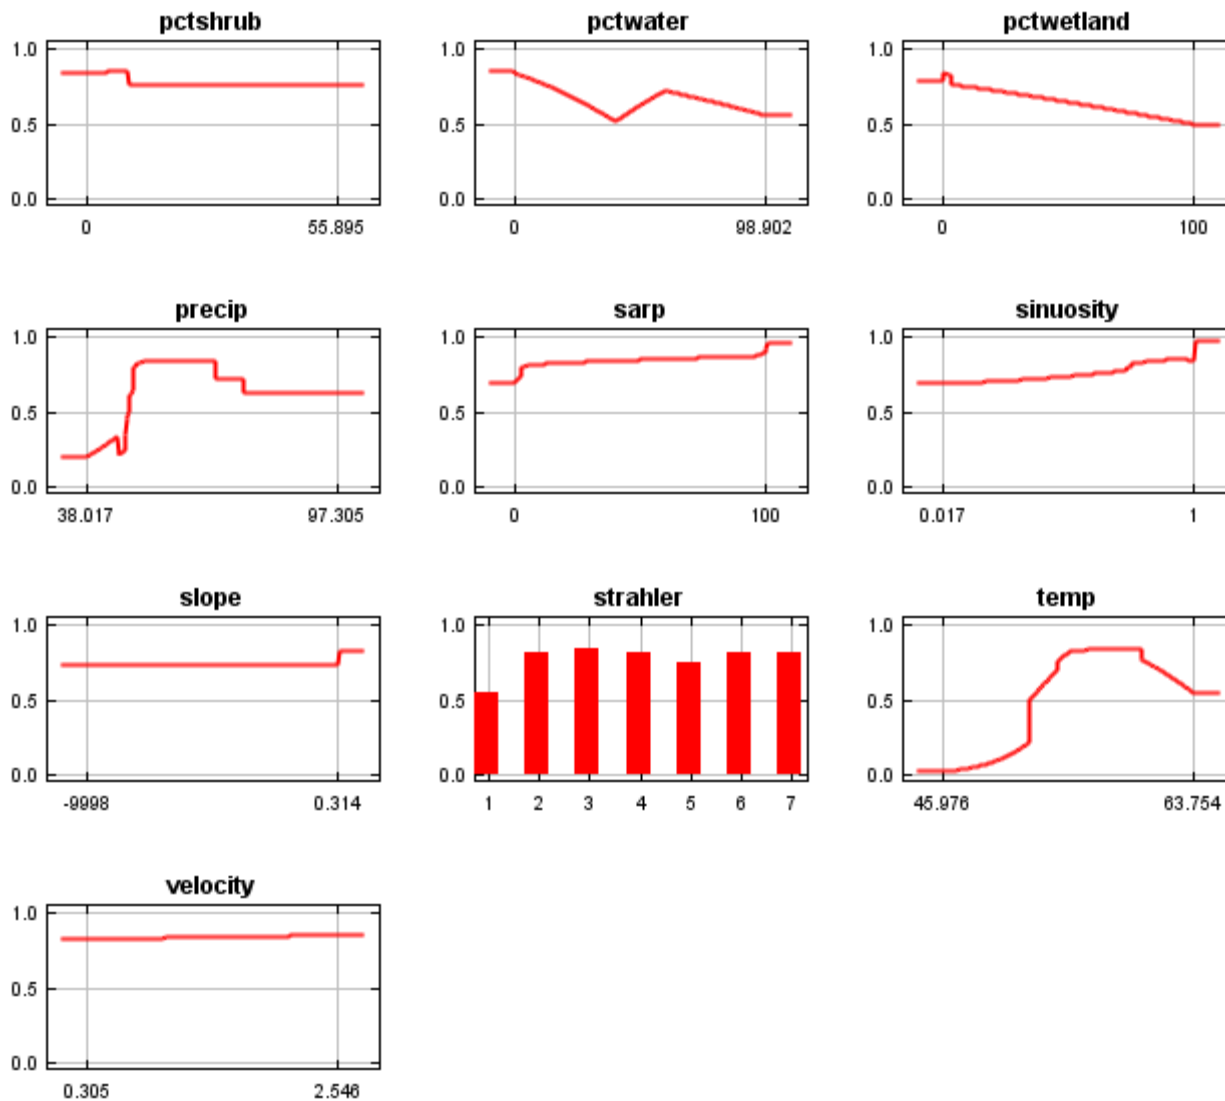 pctshrub pctwater pctwetland
1.0 1.0 1.0
0.5 0.5 0.5
0.0 0.0 0.0
0 55.895 0 98.902 0 100
precip sarp sinuosity
1.0 1.0 1.0
0.5 0.5 0.5
0.0 0.0 0.0
38.017 97.305 0 100 0.017 1
slope strahler temp
1.0 1.0 1.0
0.5 0.5 0.5
0.0 0.0 0.0
-9998 0.314 1 2 3 4 5 6 7 45.976 63.754
velocity
1.0
0.5
0.0
0.305 2.546